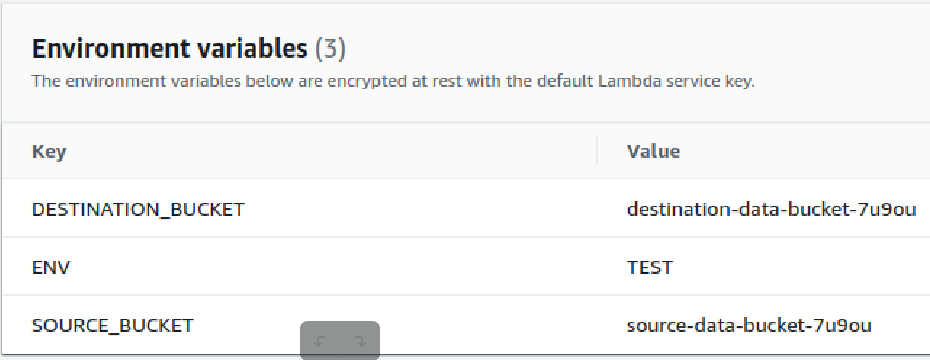 Environment variables (3)
The environment variables below are encrypted at rest with the default Lambda service key.
Key Value
DESTINATION_BUCKET destination-data-bucket-7u9ou
ENV TEST
SOURCE_BUCKET source-data-bucket-7u9ou